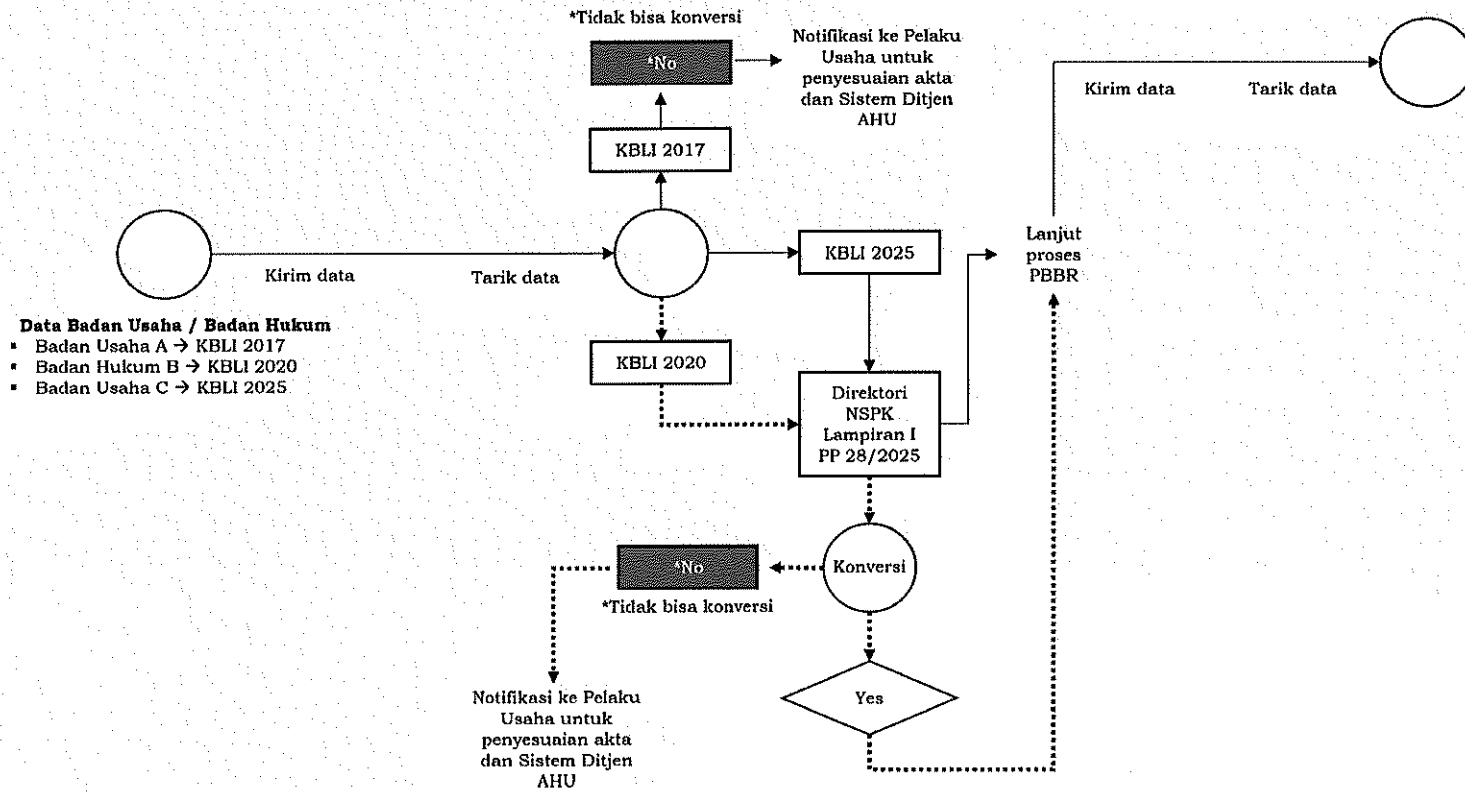 *Tidak bisa konversi
*No
Notifikasi ke Pelaku
Usaha untuk
penyesuaian akta
dan Sistem Ditjen
AHU
Kirim data
Tarik data
KBLI 2017
Kirim data
Tarik data
KBLI 2025
Lanjut
proses
PBBR
Data Badan Usaha / Badan Hukum
▪ Badan Usaha A → KBLI 2017
▪ Badan Hukum B → KBLI 2020
▪ Badan Usaha C → KBLI 2025
KBLI 2020
Direktori
NSPK
Lampiran I
PP 28/2025
*No
Konversi
*Tidak bisa konversi
Yes
Notifikasi ke Pelaku
Usaha untuk
penyesuaian akta
dan Sistem Ditjen
AHU